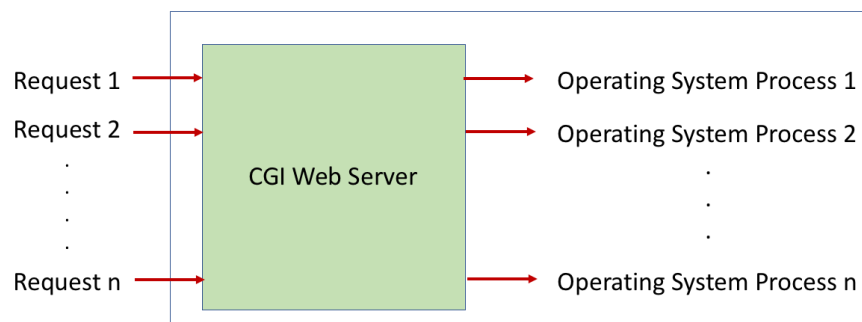 Request 1
Operating System Process 1
Request 2
Operating System Process 2
CGI Web Server
Request n
Operating System Process n